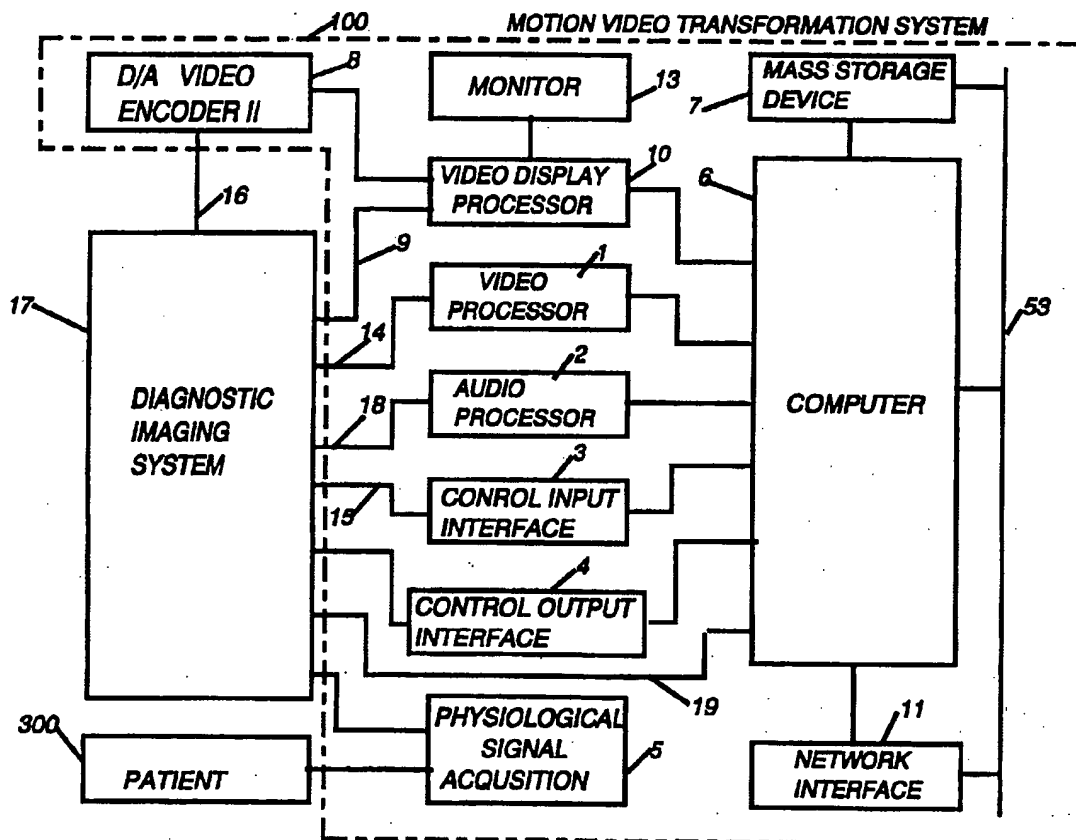 100
MOTION VIDEO TRANSFORMATION SYSTEM
D/A VIDEO
ENCODER II
8
MONITOR
13
MASS STORAGE
DEVICE
7
16
VIDEO DISPLAY
PROCESSOR
10
6
9
17
VIDEO
PROCESSOR
1
53
14
DIAGNOSTIC
IMAGING
SYSTEM
AUDIO
PROCESSOR
2
COMPUTER
18
CONROL INPUT
INTERFACE
3
15
CONTROL OUTPUT
INTERFACE
4
19
300
PATIENT
PHYSIOLOGICAL
SIGNAL
ACQUSITION
5
11
NETWORK
INTERFACE